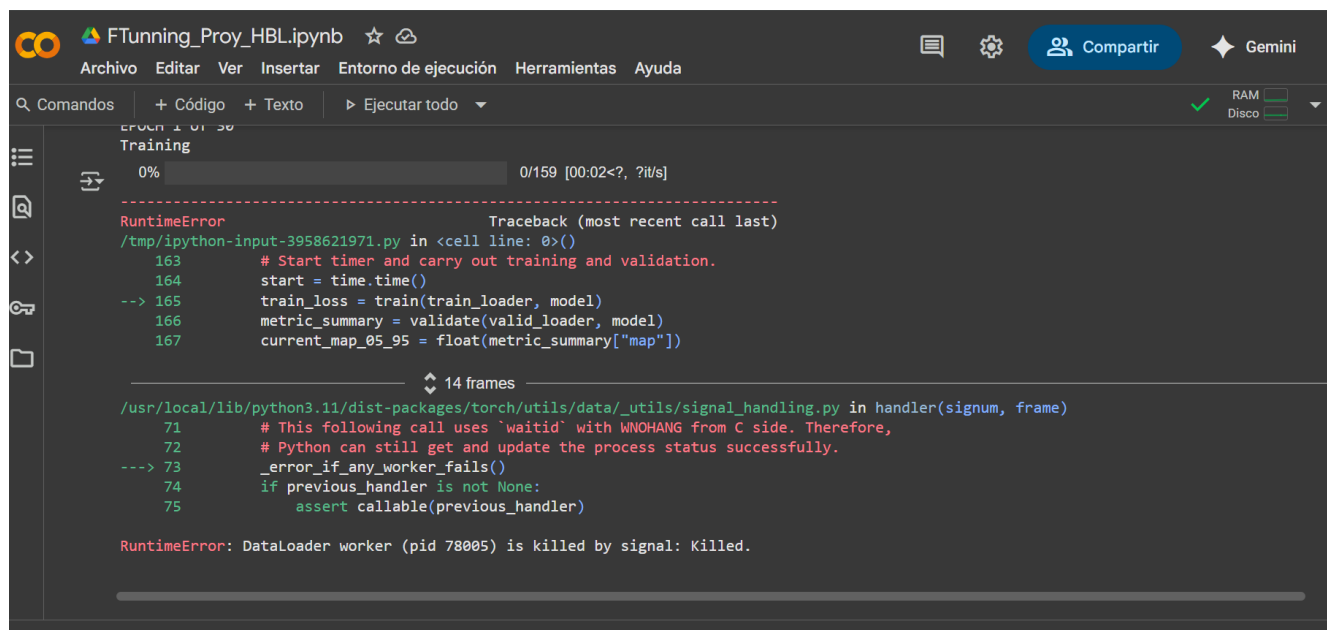 FTunning_Proy_HBL.ipynb
Compartir
Gemini
Archivo Editar Ver Insertar Entorno de ejecución Herramientas Ayuda
Comandos + Código + Texto Ejecutar todo
RAM
Disco
EPOCH 1 OF 30
Training
0% 0/159 [00:02<?, ?it/s]
---------------------------------------------------------------------------
RuntimeError Traceback (most recent call last)
/tmp/ipython-input-3958621971.py in <cell line: 0>()
163 # Start timer and carry out training and validation.
164 start = time.time()
--> 165 train_loss = train(train_loader, model)
166 metric_summary = validate(valid_loader, model)
167 current_map_05_95 = float(metric_summary["map"])
14 frames
/usr/local/lib/python3.11/dist-packages/torch/utils/data/_utils/signal_handling.py in handler(signum, frame)
71 # This following call uses `waitid` with WNOHANG from C side. Therefore,
72 # Python can still get and update the process status successfully.
---> 73 _error_if_any_worker_fails()
74 if previous_handler is not None:
75 assert callable(previous_handler)
RuntimeError: DataLoader worker (pid 78005) is killed by signal: Killed.